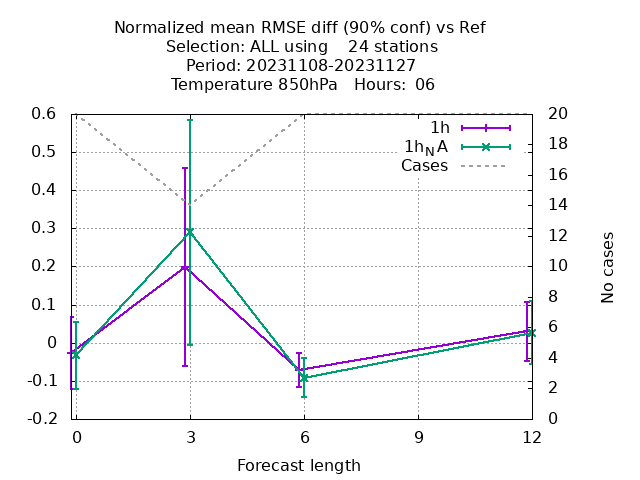 Normalized mean RMSE diff (90% conf) vs Ref
Selection: ALL using    24 stations
Period: 20231108-20231127
Temperature 850hPa   Hours:  06
0.6
0.5
0.4
0.3
0.2
0.1
0
-0.1
-0.2
20
18
16
14
12
10
8
6
4
2
0
1h
1h_N A
Cases
No cases
0 3 6 9 12
Forecast length